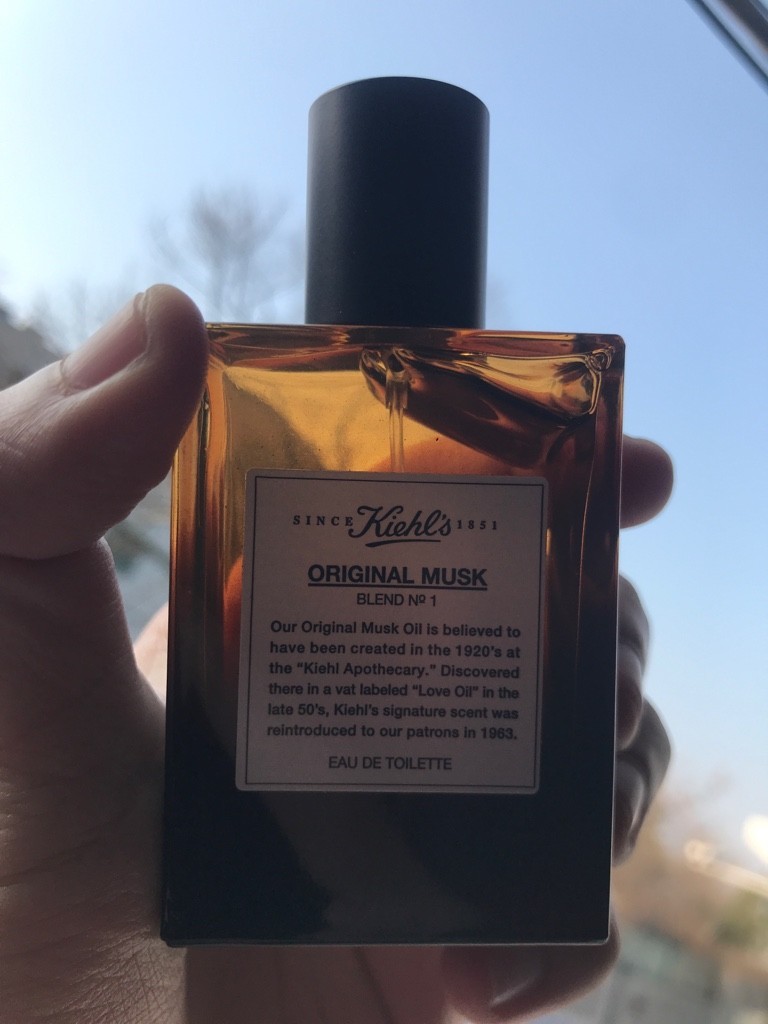 SINCE Kiehl's 1851
ORIGINAL MUSK
BLEND Nº 1
Our Original Musk Oil is believed to
have been created in the 1920's at
the "Kiehl Apothecary." Discovered
there in a vat labeled "Love Oil" in the
late 50's, Kiehl's signature scent was
reintroduced to our patrons in 1963.
EAU DE TOILETTE